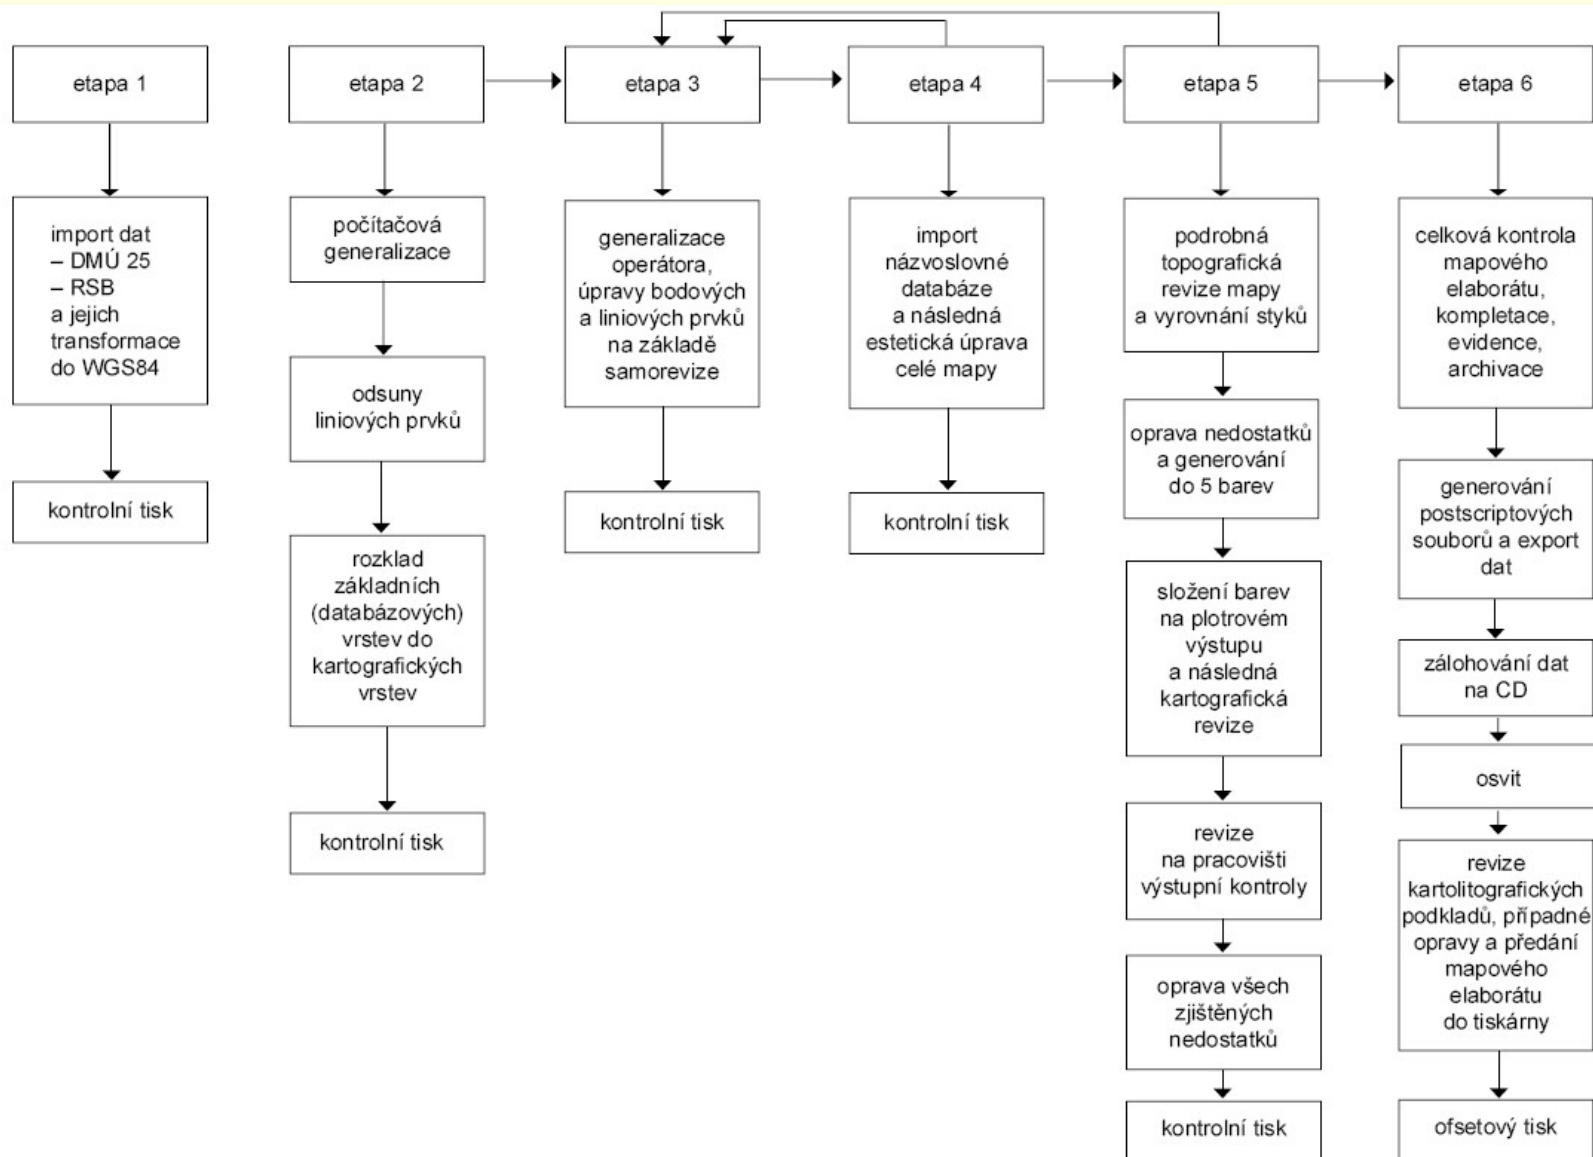 etapa 1
import dat
– DMÚ 25
– RSB
a jejich
transformace
do WGS84
kontrolní tisk
etapa 2
počítačová
generalizace
odsuny
liniových prvků
rozklad
základních
(databázových)
vrstev do
kartografických
vrstev
kontrolní tisk
etapa 3
generalizace
operátora,
úpravy bodových
a liniových prvků
na základě
samorevize
kontrolní tisk
etapa 4
import
názvoslovné
databáze
a následná
estetická úprava
celé mapy
kontrolní tisk
etapa 5
podrobná
topografická
revize mapy
a vyrovnání styků
oprava nedostatků
a generování
do 5 barev
složení barev
na plotrovém
výstupu
a následná
kartografická
revize
revize
na pracovišti
výstupní kontroly
oprava všech
zjištěných
nedostatků
kontrolní tisk
etapa 6
celková kontrola
mapového
elaborátu,
kompletace,
evidence,
archivace
generování
postscriptových
souborů a export
dat
zálohování dat
na CD
osvit
revize
kartolitografických
podkladů, případné
opravy a předání
mapového
elaborátu
do tiskárny
ofsetový tisk